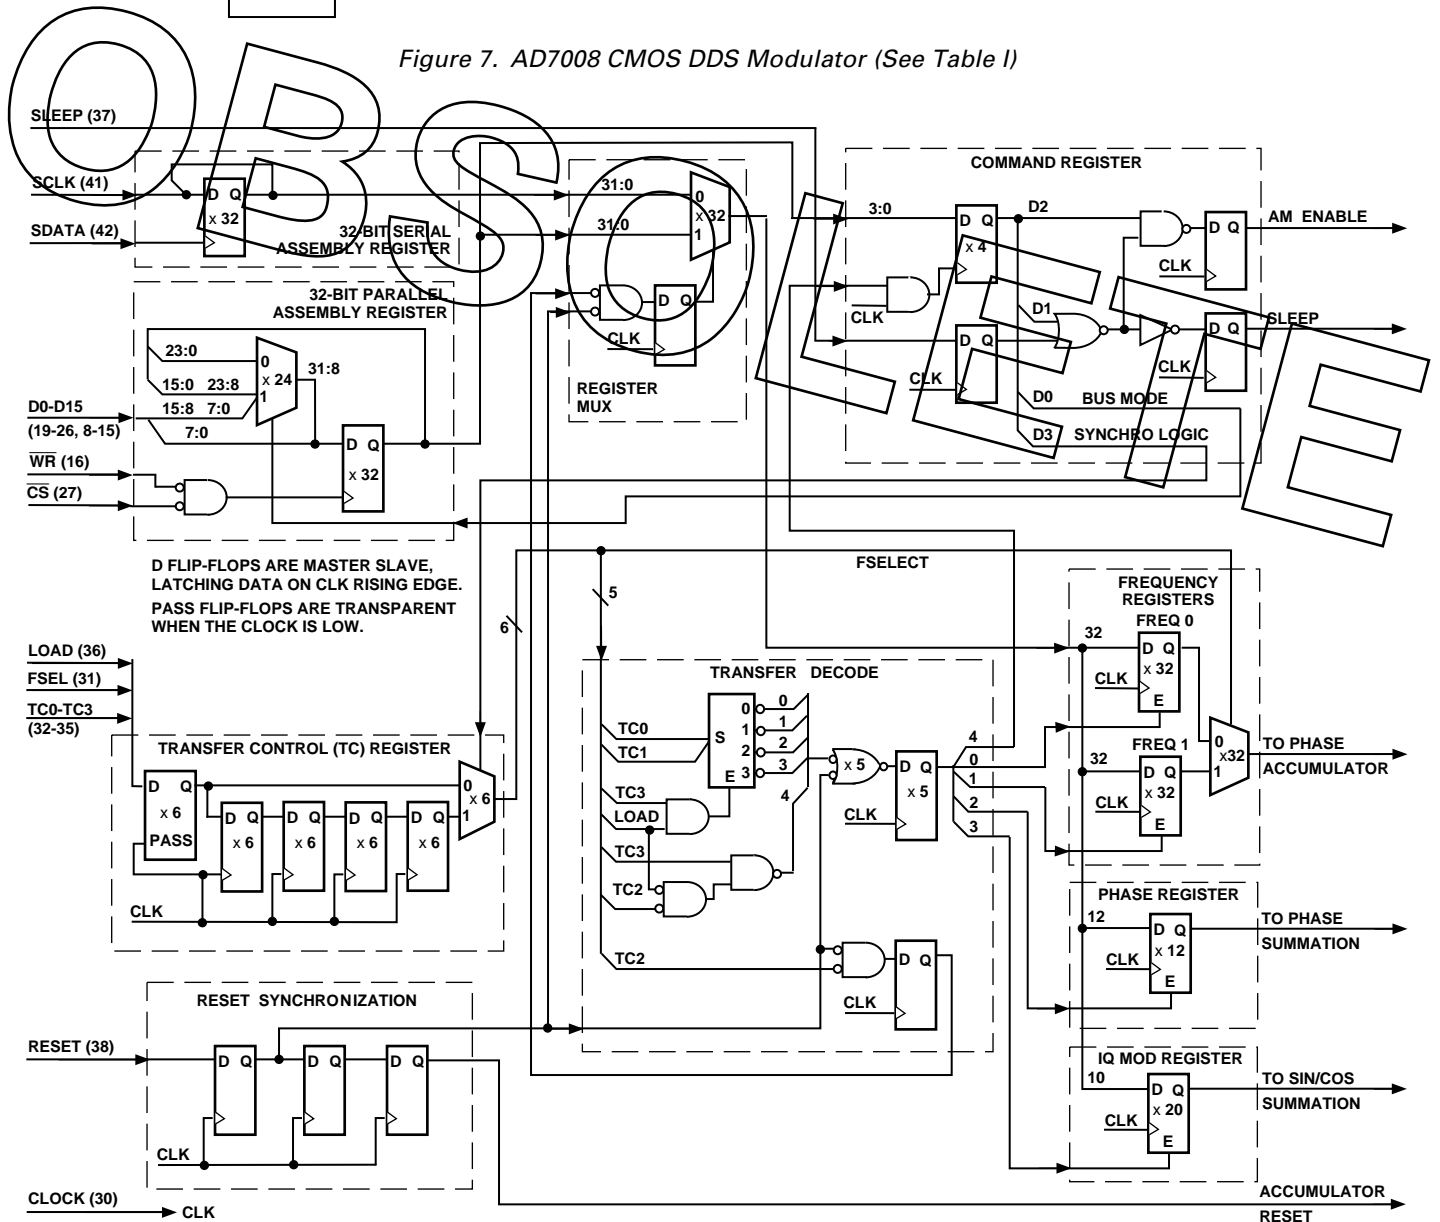 Figure 7. AD7008 CMOS DDS Modulator (See Table I)
OBSOLETE
SLEEP (37)
SCLK (41)
SDATA (42)
D Q
x 32
32-BIT SERIAL
ASSEMBLY REGISTER
32-BIT PARALLEL
ASSEMBLY REGISTER
23:0
15:0 23:8
15:8 7:0
7:0
0
x 24
1
31:8
D Q
x 32
D0-D15
(19-26, 8-15)
WR (16)
CS (27)
31:0
31:0
0
x 32
1
D Q
CLK
REGISTER
MUX
COMMAND REGISTER
3:0
D Q
x 4
D2
CLK
D1
D Q
CLK
D0
BUS MODE
D3
SYNCHRO LOGIC
D Q
CLK
AM ENABLE
D Q
CLK
SLEEP
D FLIP-FLOPS ARE MASTER SLAVE,
LATCHING DATA ON CLK RISING EDGE.
PASS FLIP-FLOPS ARE TRANSPARENT
WHEN THE CLOCK IS LOW.
FSELECT
5
6
LOAD (36)
FSEL (31)
TC0-TC3
(32-35)
TRANSFER CONTROL (TC) REGISTER
D Q
x 6
PASS
D Q
x 6
D Q
x 6
D Q
x 6
D Q
x 6
0
x 6
1
CLK
TRANSFER DECODE
TC0
TC1
S
E
0
1
2
3
0
1
2
3
4
TC3
LOAD
TC3
TC2
TC2
x 5
D Q
x 5
CLK
D Q
CLK
4
0
1
2
3
FREQUENCY
REGISTERS
FREQ 0
32
D Q
x 32
CLK
E
FREQ 1
32
D Q
x 32
CLK
E
0
x32
1
TO PHASE
ACCUMULATOR
PHASE REGISTER
12
D Q
x 12
CLK
E
TO PHASE
SUMMATION
IQ MOD REGISTER
10
D Q
x 20
CLK
E
TO SIN/COS
SUMMATION
RESET SYNCHRONIZATION
RESET (38)
D Q
D Q
D Q
CLK
CLOCK (30)
CLK
ACCUMULATOR
RESET